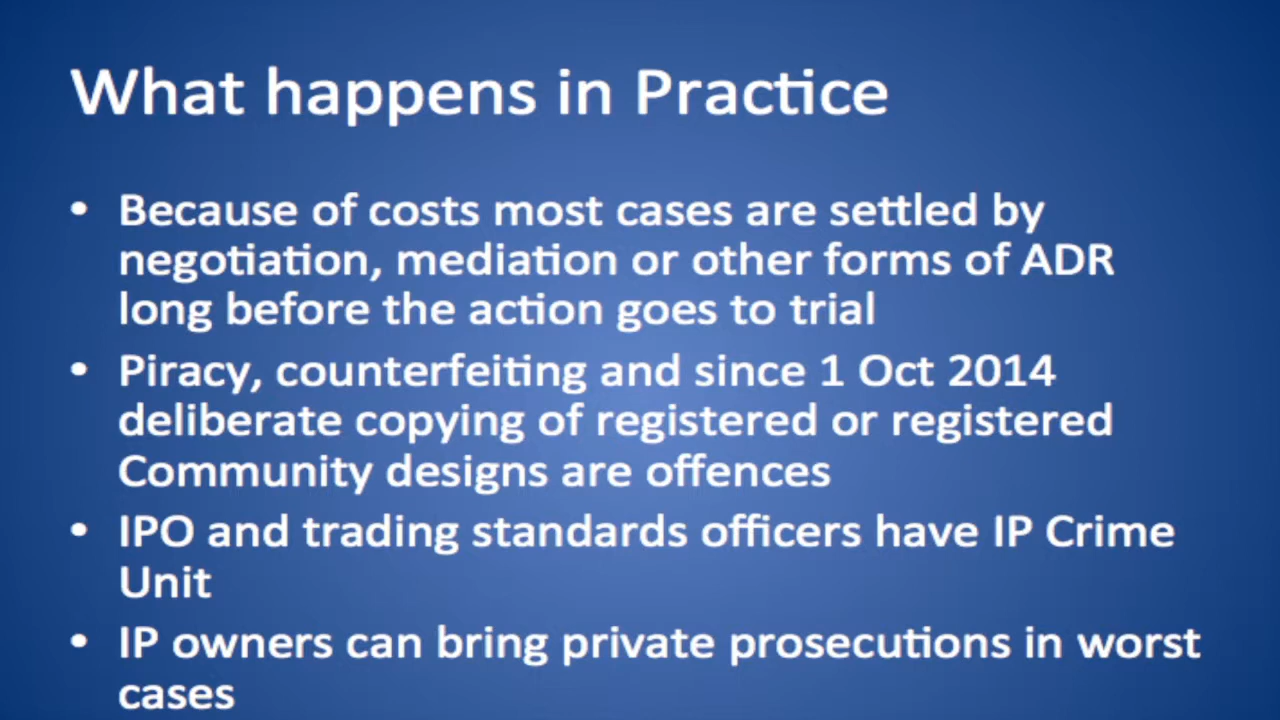 What happens in Practice
• Because of costs most cases are settled by
negotiation, mediation or other forms of ADR
long before the action goes to trial
• Piracy, counterfeiting and since 1 Oct 2014
deliberate copying of registered or registered
Community designs are offences
• IPO and trading standards officers have IP Crime
Unit
• IP owners can bring private prosecutions in worst
cases